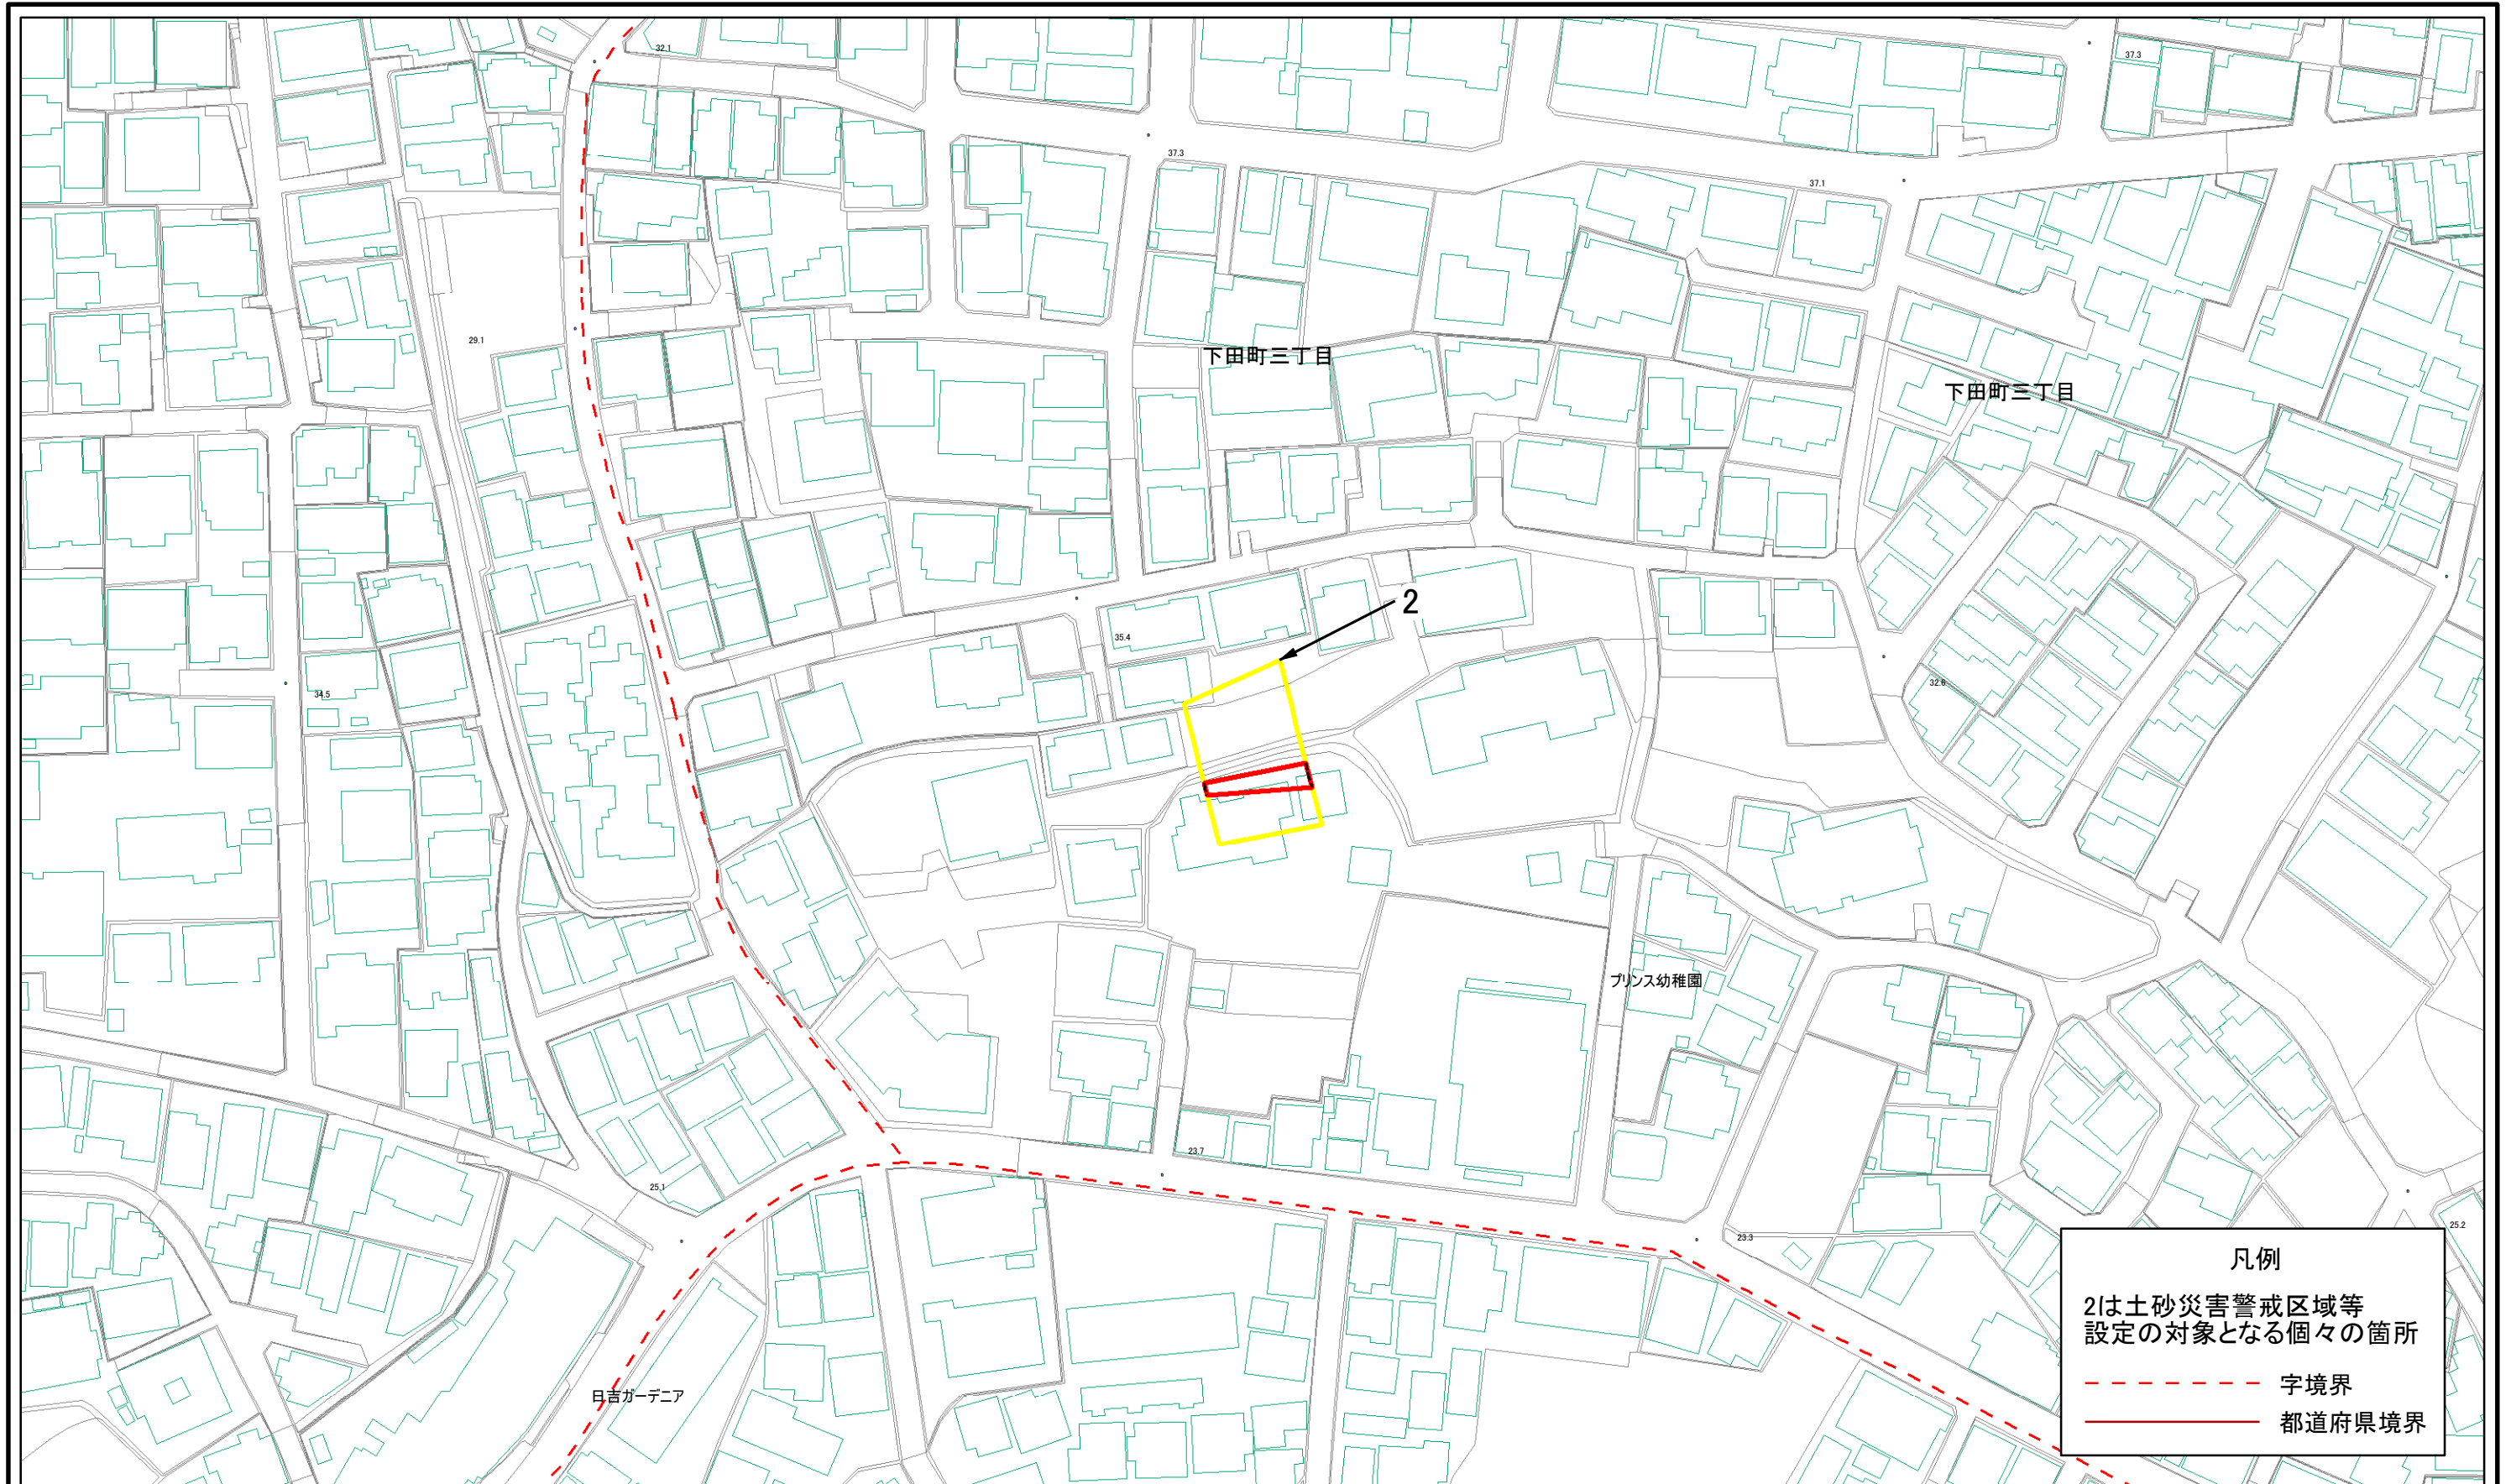 32.1
37.3
37.3
37.1
29.1
下田町三丁目
下田町三丁目
2
35.4
34.5
32.6
プリンス幼稚園
23.7
25.1
25.2
23.3
凡例
2は土砂災害警戒区域等
設定の対象となる個々の箇所
字境界
都道府県境界
日吉ガーデニア